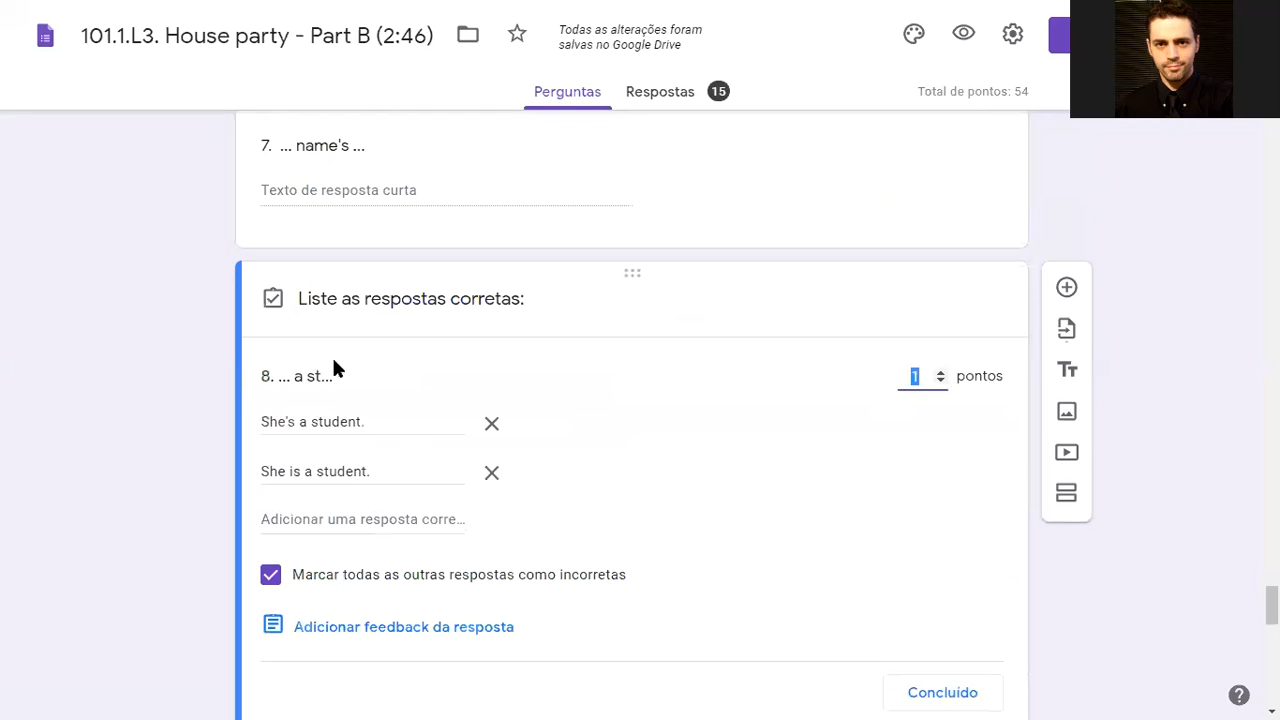 101.1.L3. House party - Part B (2:46)
Todas as alterações foram
salvas no Google Drive
Perguntas
Respostas 15
Total de pontos: 54
7. ... name's ...
Texto de resposta curta
Liste as respostas corretas:
8. ... a st...
1 pontos
She's a student.
She is a student.
Adicionar uma resposta corre...
Marcar todas as outras respostas como incorretas
Adicionar feedback da resposta
Concluído